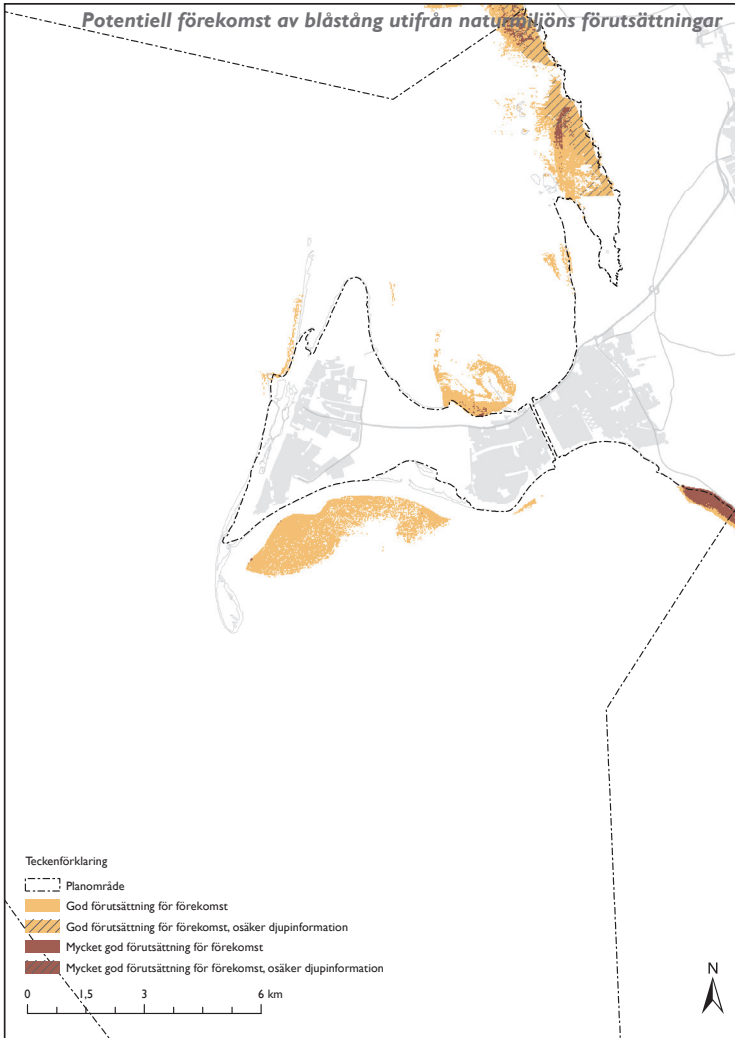 Potentiell förekomst av blåstång utifrån naturmiljöns förutsättningar
Teckenförklaring
Planområde
God förutsättning för förekomst
God förutsättning för förekomst, osäker djupinformation
Mycket god förutsättning för förekomst
Mycket god förutsättning för förekomst, osäker djupinformation
0 1,5 3 6 km
N